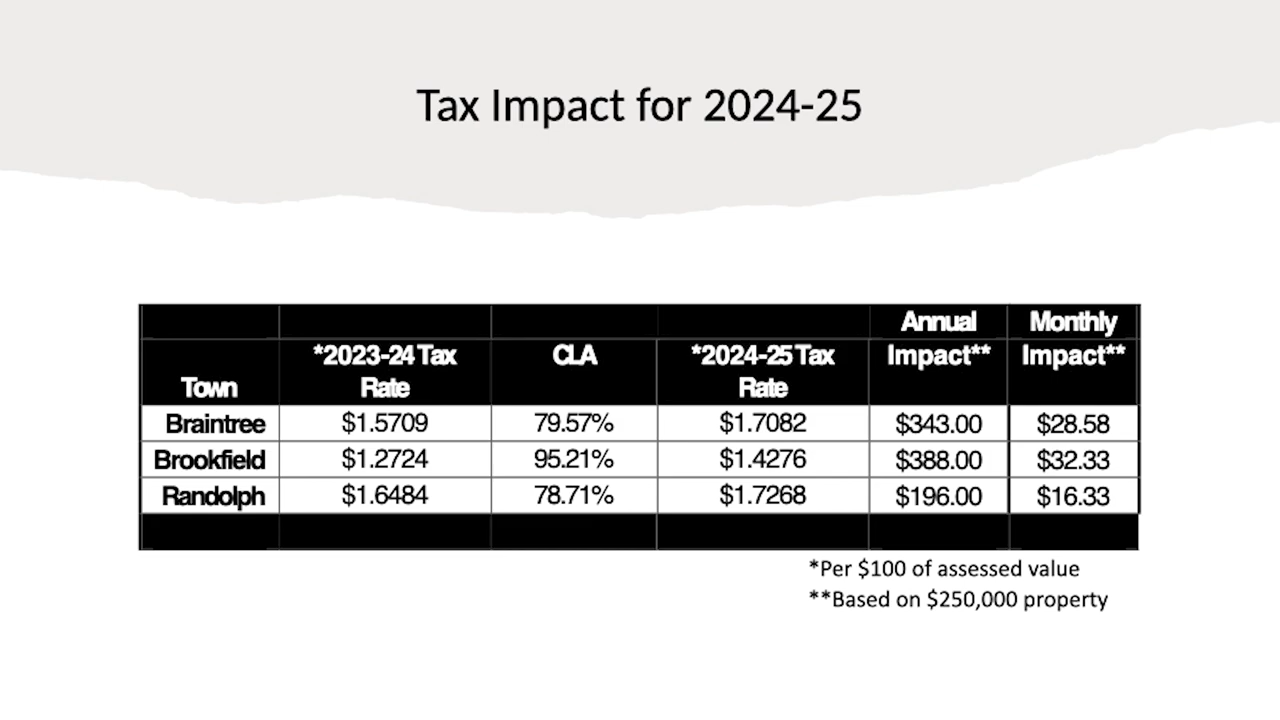 Tax Impact for 2024-25
Annual Monthly
*2023-24 Tax CLA *2024-25 Tax Impact** Impact**
Town Rate Rate
Braintree $1.5709 79.57% $1.7082 $343.00 $28.58
Brookfield $1.2724 95.21% $1.4276 $388.00 $32.33
Randolph $1.6484 78.71% $1.7268 $196.00 $16.33
*Per $100 of assessed value
**Based on $250,000 property